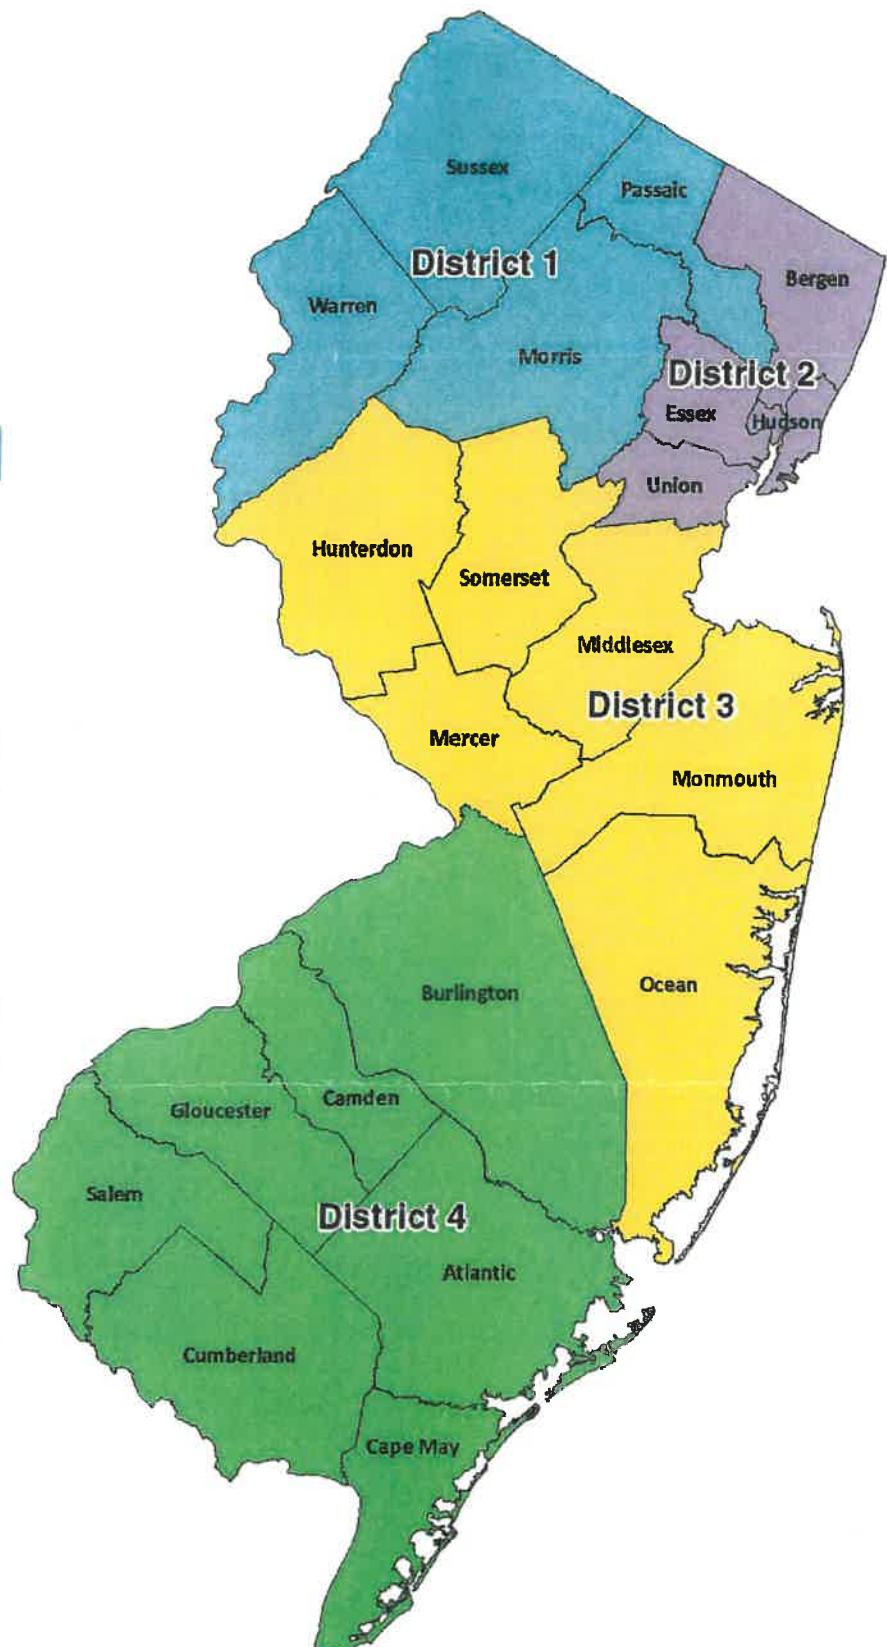 Sussex
Passaic
District 1
Bergen
Warren
Morris
District 2
Essex
Hudson
Union
Hunterdon
Somerset
Middlesex
District 3
Mercer
Monmouth
Ocean
Burlington
Camden
Gloucester
Salem
District 4
Atlantic
Cumberland
Cape May